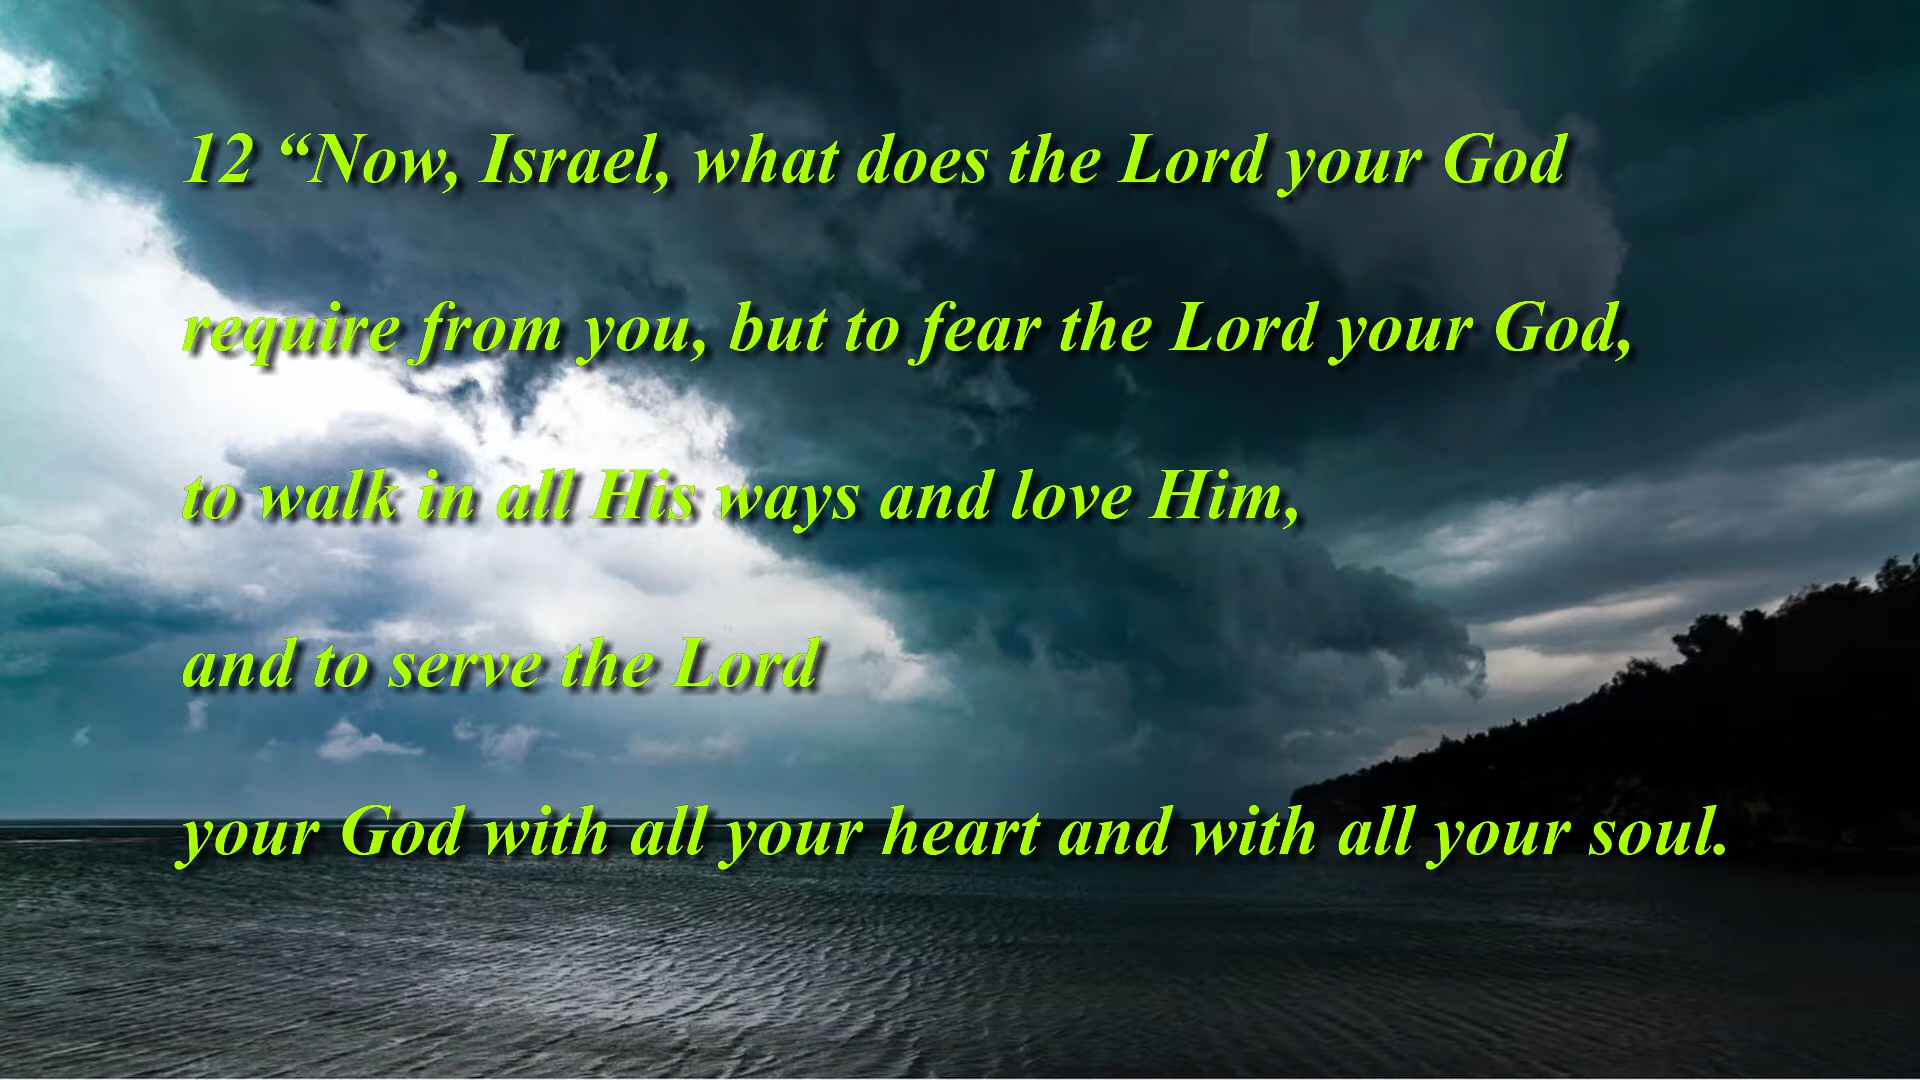 12 “Now, Israel, what does the Lord your God
require from you, but to fear the Lord your God,
to walk in all His ways and love Him,
and to serve the Lord
your God with all your heart and with all your soul.